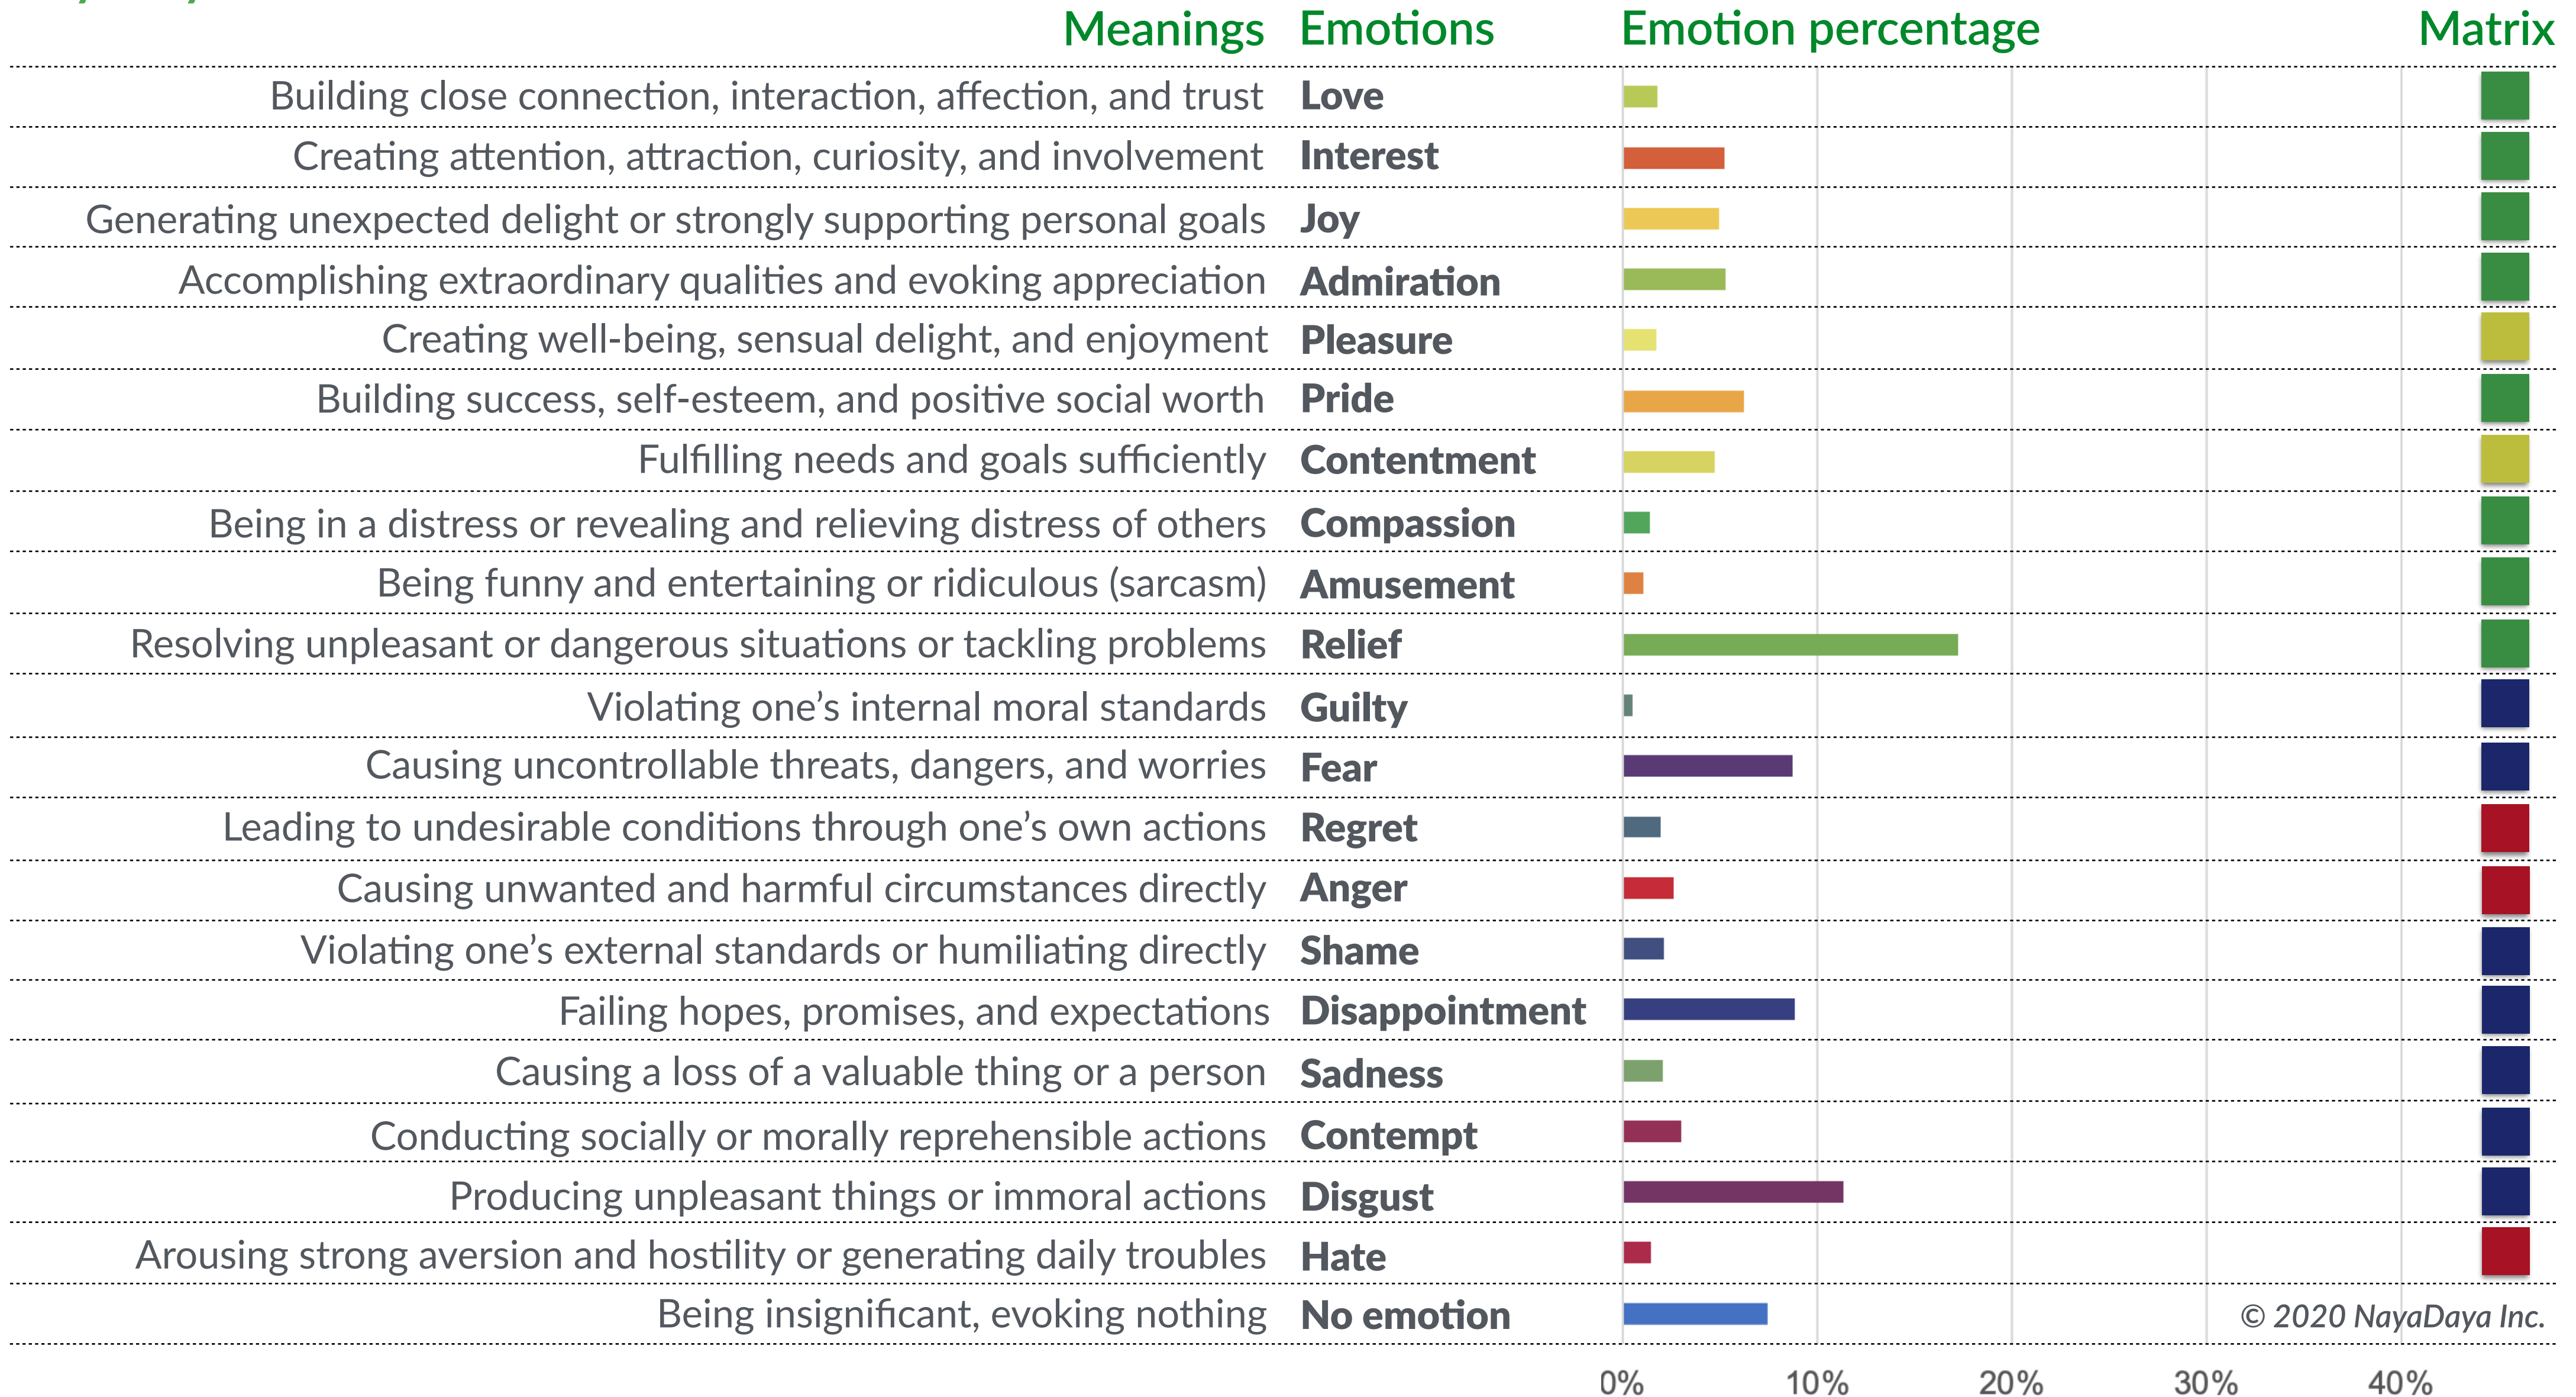 Meanings Emotions Emotion percentage Matrix
Building close connection, interaction, affection, and trust Love
Creating attention, attraction, curiosity, and involvement Interest
Generating unexpected delight or strongly supporting personal goals Joy
Accomplishing extraordinary qualities and evoking appreciation Admiration
Creating well-being, sensual delight, and enjoyment Pleasure
Building success, self-esteem, and positive social worth Pride
Fulfilling needs and goals sufficiently Contentment
Being in a distress or revealing and relieving distress of others Compassion
Being funny and entertaining or ridiculous (sarcasm) Amusement
Resolving unpleasant or dangerous situations or tackling problems Relief
Violating one’s internal moral standards Guilty
Causing uncontrollable threats, dangers, and worries Fear
Leading to undesirable conditions through one’s own actions Regret
Causing unwanted and harmful circumstances directly Anger
Violating one’s external standards or humiliating directly Shame
Failing hopes, promises, and expectations Disappointment
Causing a loss of a valuable thing or a person Sadness
Conducting socially or morally reprehensible actions Contempt
Producing unpleasant things or immoral actions Disgust
Arousing strong aversion and hostility or generating daily troubles Hate
Being insignificant, evoking nothing No emotion © 2020 NayaDaya Inc.
0% 10% 20% 30% 40%